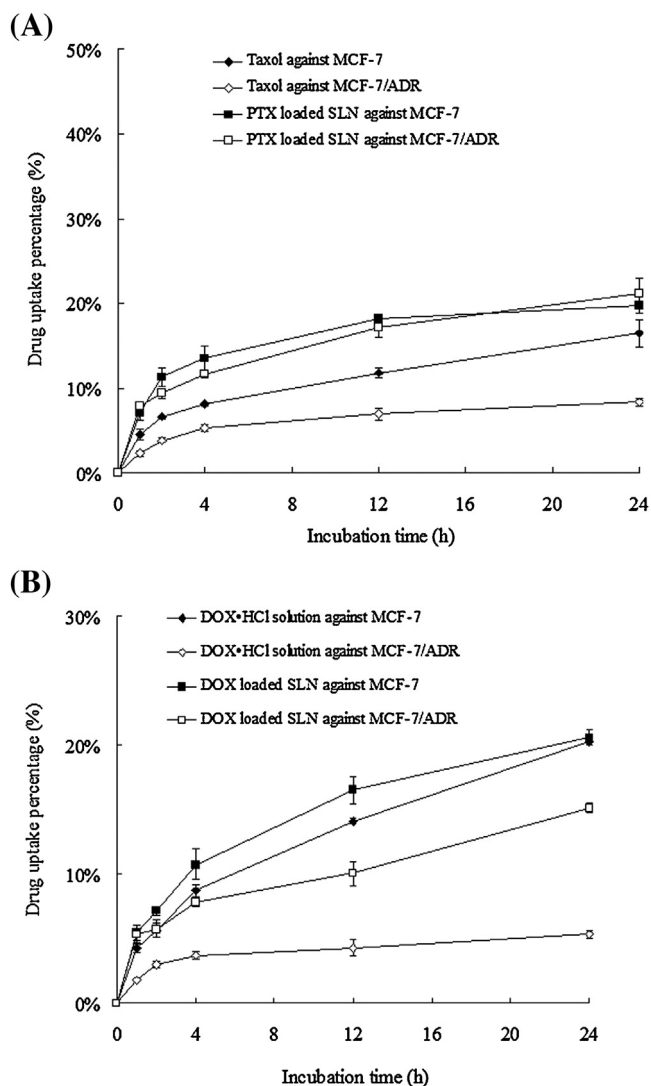 (A)
50%
40%
30%
20%
10%
0%
Drug uptake percentage (%)
Taxol against MCF-7
Taxol against MCF-7/ADR
PTX loaded SLN against MCF-7
PTX loaded SLN against MCF-7/ADR
0 4 8 12 16 20 24
Incubation time (h)
(B)
30%
20%
10%
0%
Drug uptake percentage (%)
DOX•HCl solution against MCF-7
DOX•HCl solution against MCF-7/ADR
DOX loaded SLN against MCF-7
DOX loaded SLN against MCF-7/ADR
0 4 8 12 16 20 24
Incubation time (h)